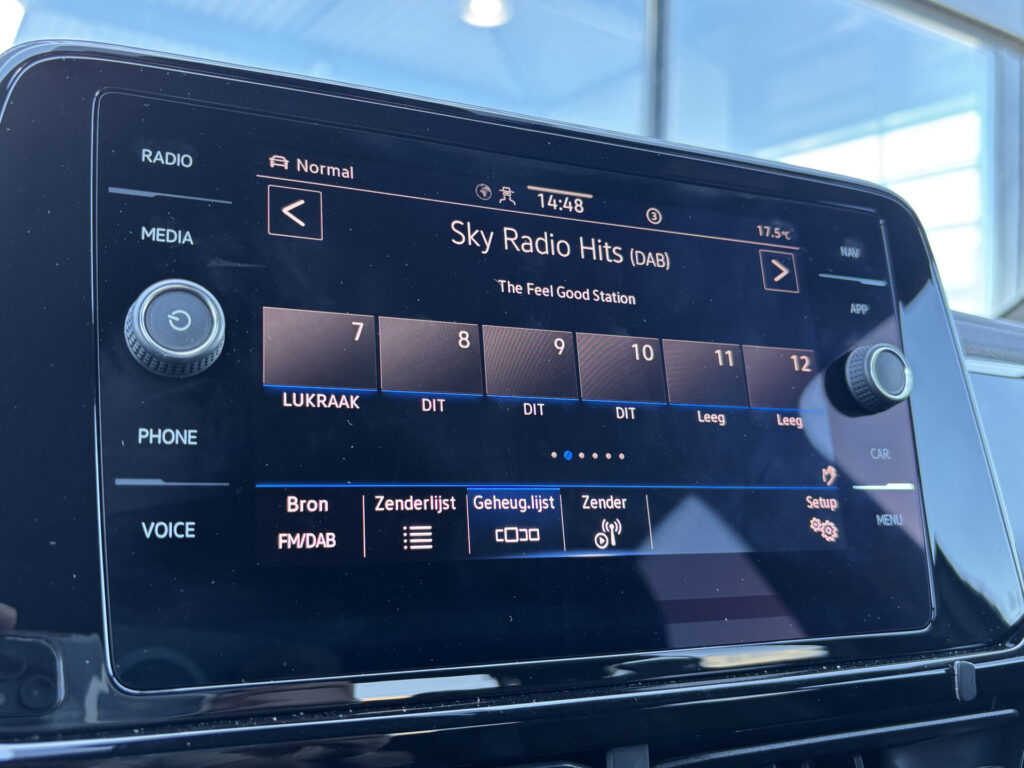 RADIO
MEDIA
PHONE
VOICE
Normal
14:48
3
17.5°C
<
Sky Radio Hits (DAB)
>
The Feel Good Station
7 8 9 10 11 12
LUKRAAK DIT DIT DIT Leeg Leeg
Bron Zenderlijst Geheug.lijst Zender Setup
FM/DAB
NAV
APP
CAR
MENU